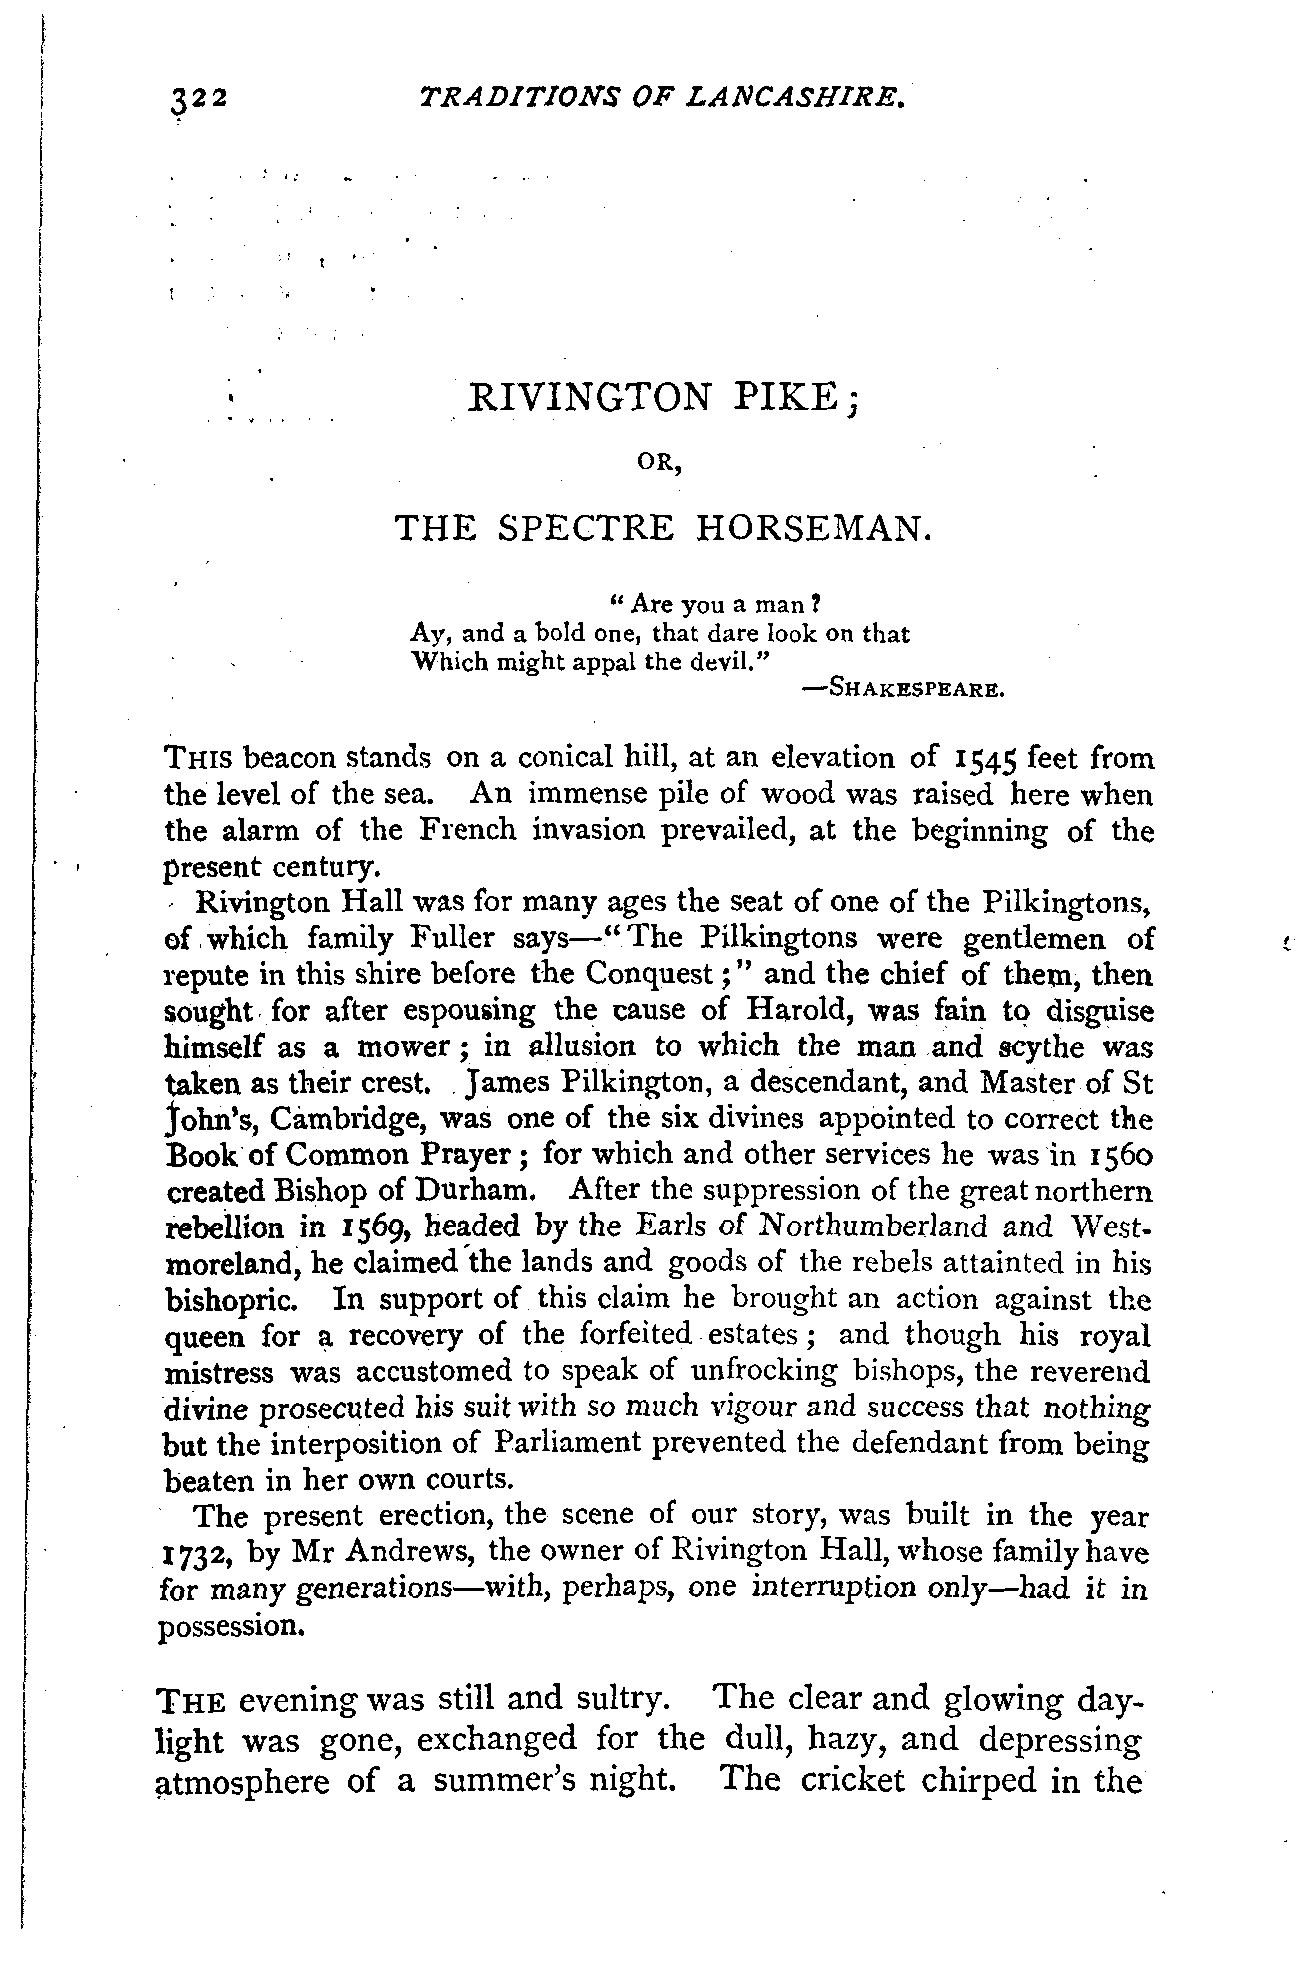 322 TRADITIONS OF LANCASHIRE.
RIVINGTON PIKE;
OR,
THE SPECTRE HORSEMAN.
“Are you a man?
Ay, and a bold one, that dare look on that
Which might appal the devil.”
—SHAKESPEARE.
THIS beacon stands on a conical hill, at an elevation of 1545 feet from
the level of the sea. An immense pile of wood was raised here when
the alarm of the French invasion prevailed, at the beginning of the
present century.
Rivington Hall was for many ages the seat of one of the Pilkingtons,
of which family Fuller says—“The Pilkingtons were gentlemen of
repute in this shire before the Conquest;” and the chief of them, then
sought for after espousing the cause of Harold, was fain to disguise
himself as a mower; in allusion to which the man and scythe was
taken as their crest. James Pilkington, a descendant, and Master of St
John’s, Cambridge, was one of the six divines appointed to correct the
Book of Common Prayer; for which and other services he was in 1560
created Bishop of Durham. After the suppression of the great northern
rebellion in 1569, headed by the Earls of Northumberland and West-
moreland, he claimed the lands and goods of the rebels attainted in his
bishopric. In support of this claim he brought an action against the
queen for a recovery of the forfeited estates; and though his royal
mistress was accustomed to speak of unfrocking bishops, the reverend
divine prosecuted his suit with so much vigour and success that nothing
but the interposition of Parliament prevented the defendant from being
beaten in her own courts.
The present erection, the scene of our story, was built in the year
1732, by Mr Andrews, the owner of Rivington Hall, whose family have
for many generations—with, perhaps, one interruption only—had it in
possession.
THE evening was still and sultry. The clear and glowing day-
light was gone, exchanged for the dull, hazy, and depressing
atmosphere of a summer’s night. The cricket chirped in the